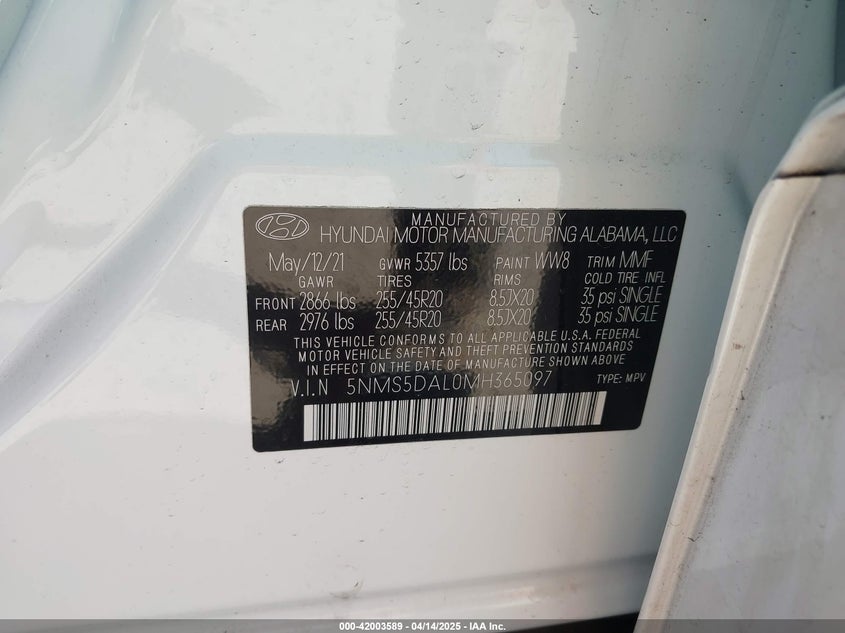 MANUFACTURED BY
HYUNDAI MOTOR MANUFACTURING ALABAMA, LLC
May/12/21 GVWR 5357 lbs PAINT WW8 TRIM MMF
GAWR TIRES RIMS COLD TIRE INFL
FRONT 2866 lbs 255/45R20 8.5JX20 35 psi SINGLE
REAR 2976 lbs 255/45R20 8.5JX20 35 psi SINGLE
THIS VEHICLE CONFORMS TO ALL APPLICABLE U.S.A. FEDERAL
MOTOR VEHICLE SAFETY AND THEFT PREVENTION STANDARDS
IN EFFECT ON THE DATE OF MANUFACTURE SHOWN ABOVE
V.I.N 5NMS5DAL0MH365097 TYPE: MPV
000-42003589 - 04/14/2025 - IAA Inc.